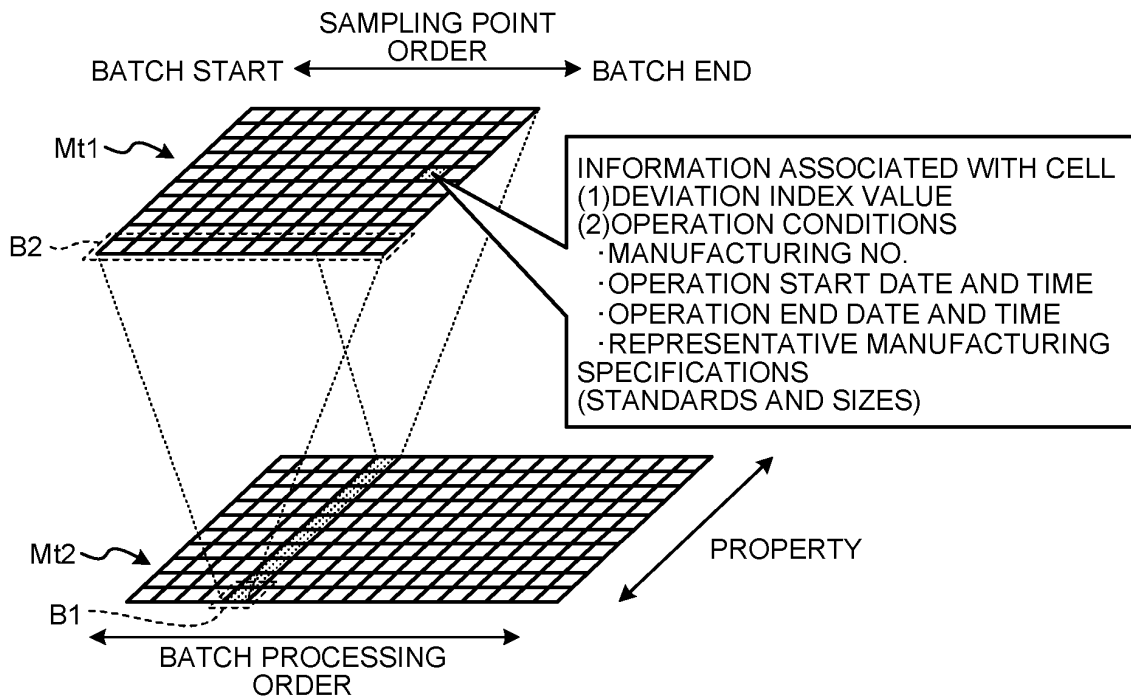 SAMPLING POINT
ORDER
BATCH START
BATCH END
Mt1
B2
INFORMATION ASSOCIATED WITH CELL
(1)DEVIATION INDEX VALUE
(2)OPERATION CONDITIONS
·MANUFACTURING NO.
·OPERATION START DATE AND TIME
·OPERATION END DATE AND TIME
·REPRESENTATIVE MANUFACTURING
SPECIFICATIONS
(STANDARDS AND SIZES)
Mt2
PROPERTY
B1
BATCH PROCESSING
ORDER